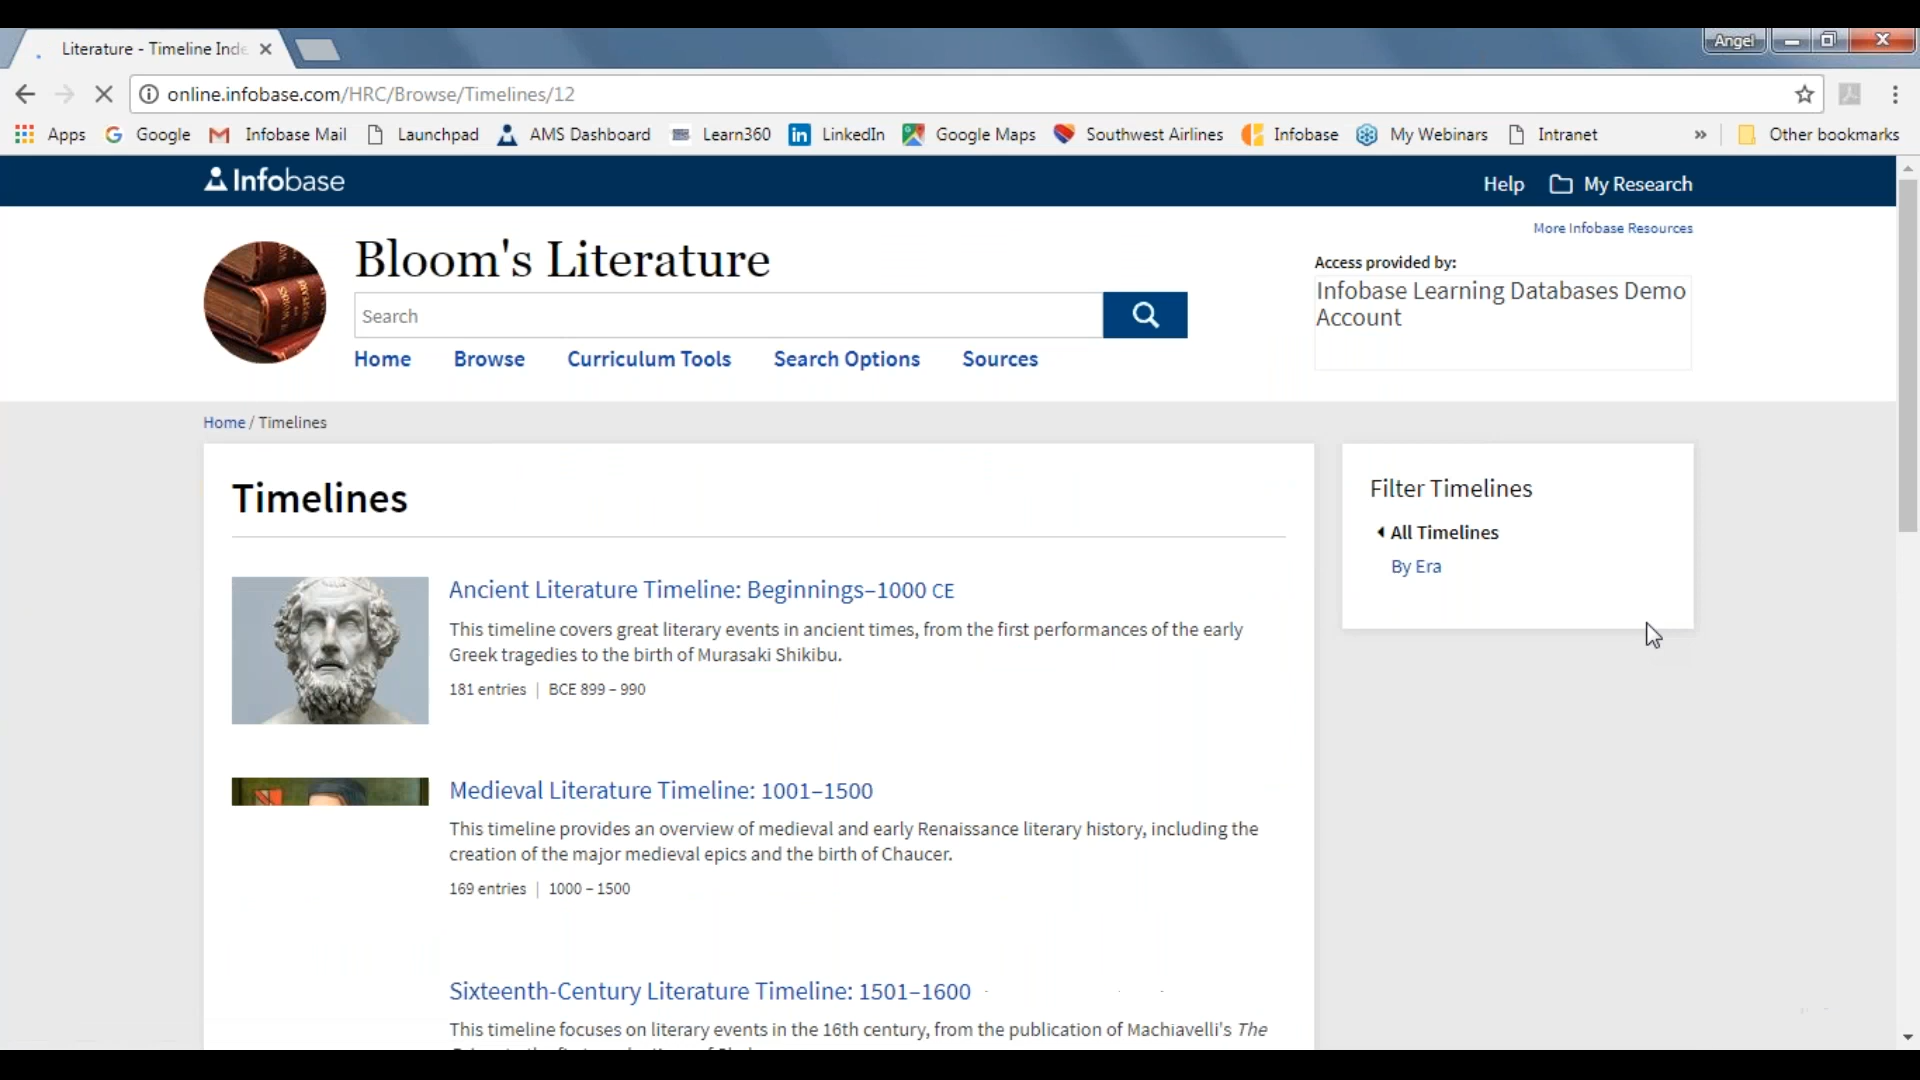 Literature - Timeline Inde
Angel
online.infobase.com/HRC/Browse/Timelines/12
Apps Google Infobase Mail Launchpad AMS Dashboard Learn360 LinkedIn Google Maps Southwest Airlines Infobase My Webinars Intranet » Other bookmarks
Infobase
Help My Research
More Infobase Resources
Bloom's Literature
Access provided by:
Infobase Learning Databases Demo
Account
Search
Home Browse Curriculum Tools Search Options Sources
Home / Timelines
Timelines
Filter Timelines
All Timelines
By Era
Ancient Literature Timeline: Beginnings–1000 CE
This timeline covers great literary events in ancient times, from the first performances of the early
Greek tragedies to the birth of Murasaki Shikibu.
181 entries | BCE 899 – 990
Medieval Literature Timeline: 1001–1500
This timeline provides an overview of medieval and early Renaissance literary history, including the
creation of the major medieval epics and the birth of Chaucer.
169 entries | 1000 – 1500
Sixteenth-Century Literature Timeline: 1501–1600
This timeline focuses on literary events in the 16th century, from the publication of Machiavelli's The